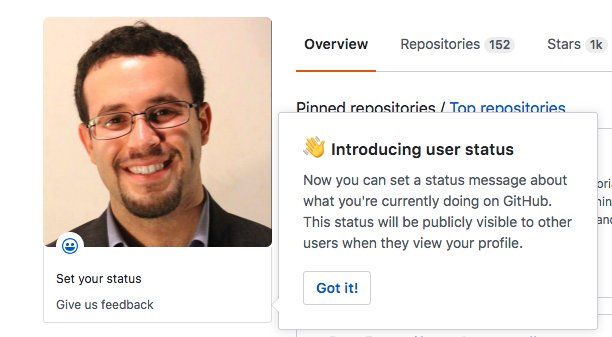 Overview Repositories 152 Stars 1k
Pinned repositories / Top repositories
👋 Introducing user status
Now you can set a status message about
what you're currently doing on GitHub.
This status will be publicly visible to other
users when they view your profile.
Got it!
Set your status
Give us feedback